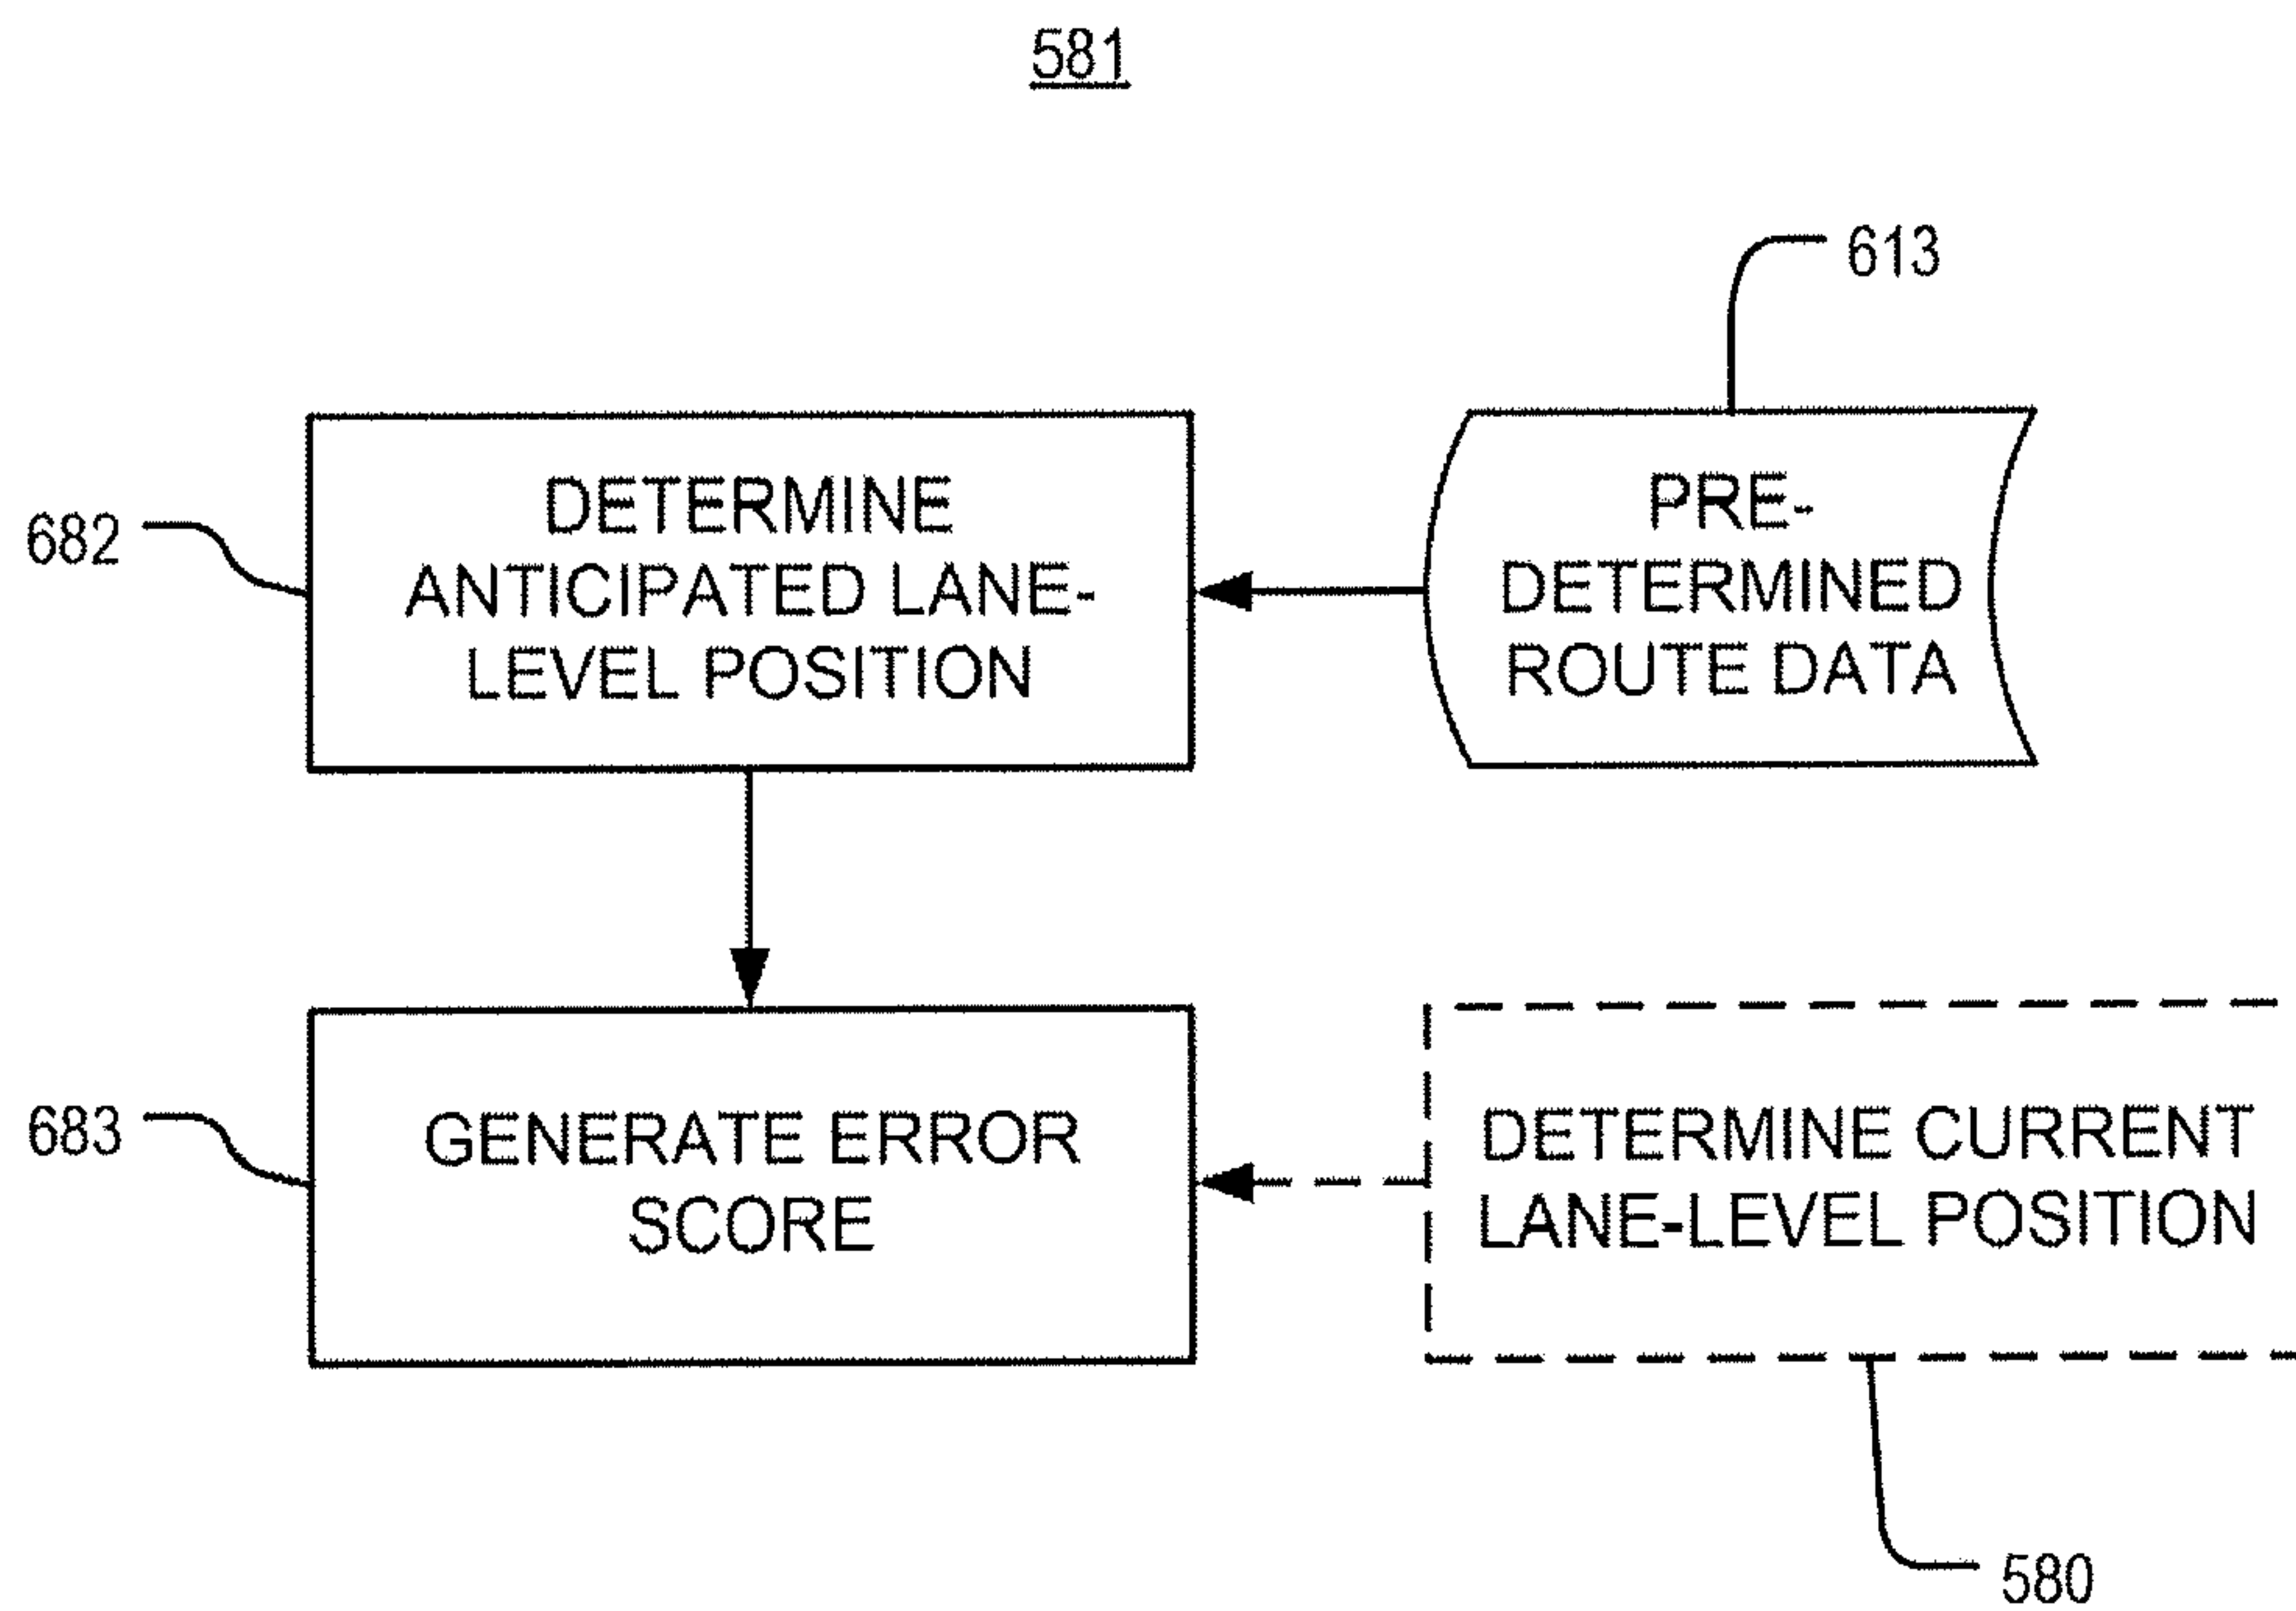 581
613
682
DETERMINE
ANTICIPATED LANE-
LEVEL POSITION
PRE-
DETERMINED
ROUTE DATA
683
GENERATE ERROR
SCORE
DETERMINE CURRENT
LANE-LEVEL POSITION
580